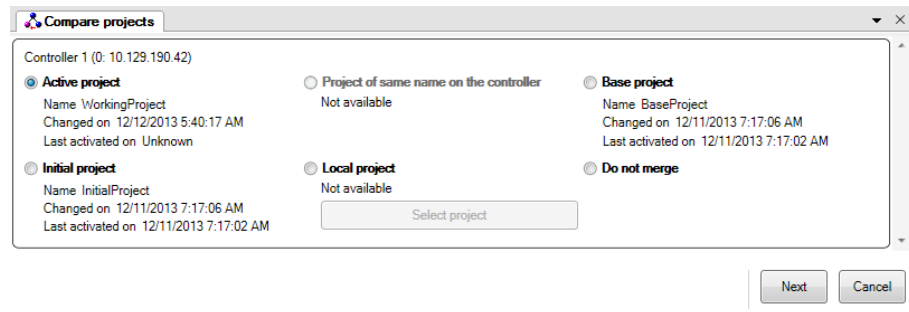 Compare projects
Controller 1 (0: 10.129.190.42)
Active project
Name WorkingProject
Changed on 12/12/2013 5:40:17 AM
Last activated on Unknown
Project of same name on the controller
Not available
Base project
Name BaseProject
Changed on 12/11/2013 7:17:06 AM
Last activated on 12/11/2013 7:17:02 AM
Initial project
Name InitialProject
Changed on 12/11/2013 7:17:06 AM
Last activated on 12/11/2013 7:17:02 AM
Local project
Not available
Select project
Do not merge
Next
Cancel